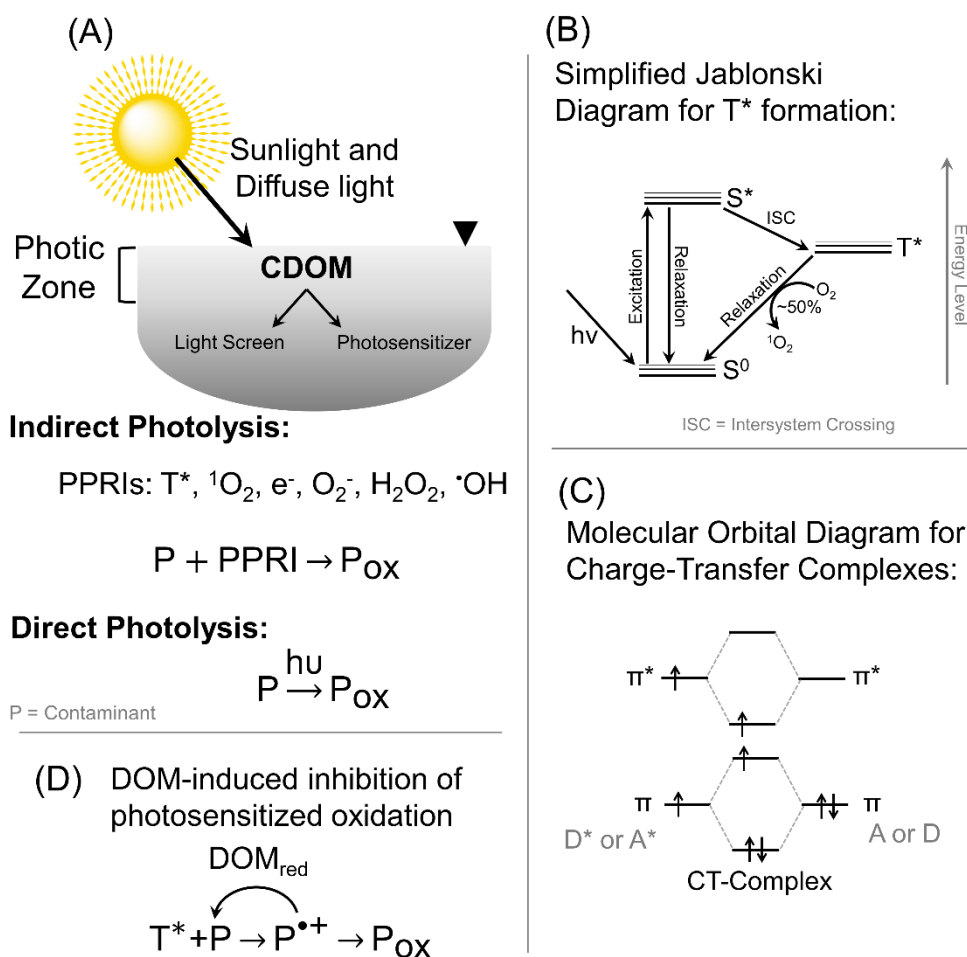 (A)
Sunlight and
Diffuse light
Photic
Zone
CDOM
Light Screen
Photosensitizer
Indirect Photolysis:
PPRIs: T*, ¹O₂, e⁻, O₂⁻, H₂O₂, •OH
P + PPRI → Pox
Direct Photolysis:
hυ
P → Pox
P = Contaminant
(B)
Simplified Jablonski
Diagram for T* formation:
S*
ISC
T*
Excitation
Relaxation
Relaxation
O₂
~50%
¹O₂
hν
S⁰
Energy Level
ISC = Intersystem Crossing
(C)
Molecular Orbital Diagram for
Charge-Transfer Complexes:
π*
π*
π
π
D* or A*
A or D
CT-Complex
(D) DOM-induced inhibition of
photosensitized oxidation
DOMred
T*+P → P•+ → Pox